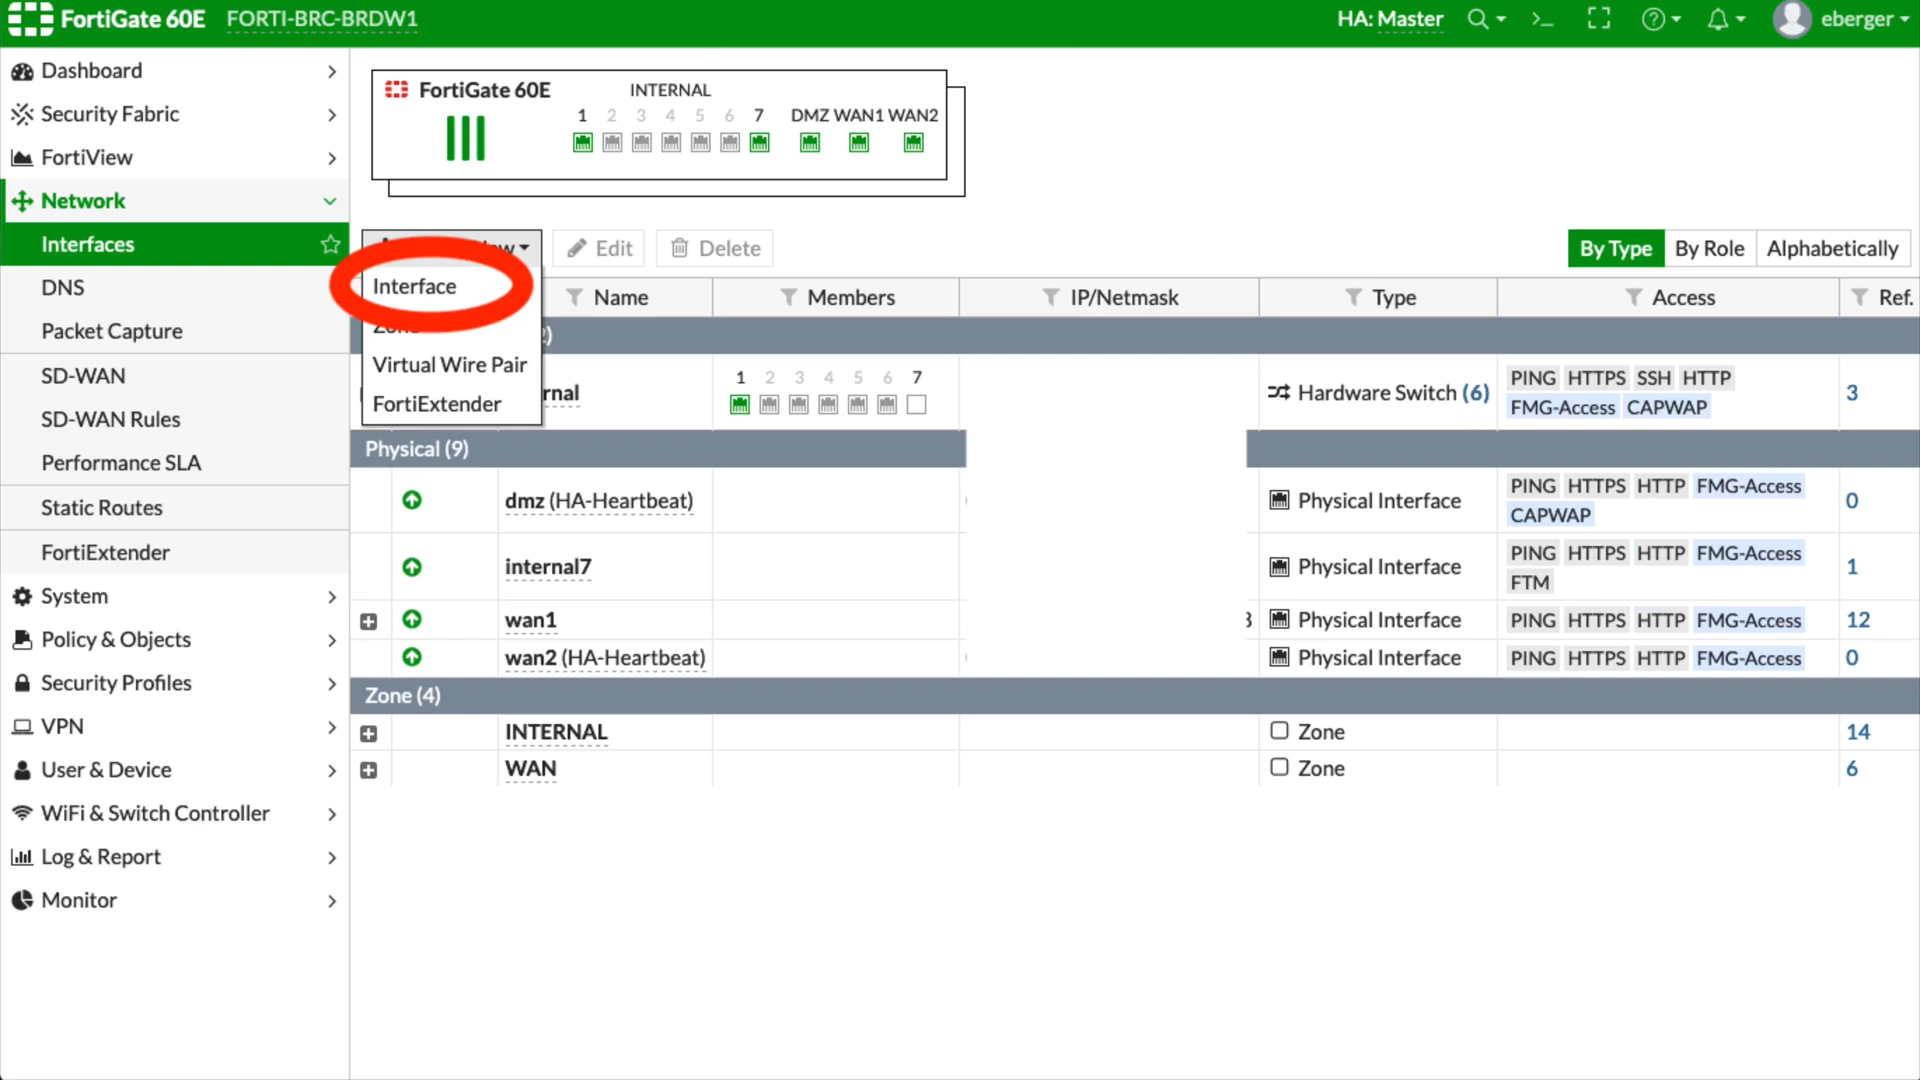 FortiGate 60E FORTI-BRC-BRDW1 HA: Master eberger
Dashboard
Security Fabric
FortiView
Network
Interfaces
DNS
Packet Capture
SD-WAN
SD-WAN Rules
Performance SLA
Static Routes
FortiExtender
System
Policy & Objects
Security Profiles
VPN
User & Device
WiFi & Switch Controller
Log & Report
Monitor
FortiGate 60E INTERNAL
1 2 3 4 5 6 7 DMZ WAN1 WAN2
Edit Delete By Type By Role Alphabetically
Interface
Zone
Virtual Wire Pair
FortiExtender
Name Members IP/Netmask Type Access Ref.
1 2 3 4 5 6 7 Hardware Switch (6) PING HTTPS SSH HTTP 3
FMG-Access CAPWAP
Physical (9)
dmz (HA-Heartbeat) Physical Interface PING HTTPS HTTP FMG-Access 0
CAPWAP
internal7 Physical Interface PING HTTPS HTTP FMG-Access 1
FTM
wan1 Physical Interface PING HTTPS HTTP FMG-Access 12
wan2 (HA-Heartbeat) Physical Interface PING HTTPS HTTP FMG-Access 0
Zone (4)
INTERNAL Zone 14
WAN Zone 6